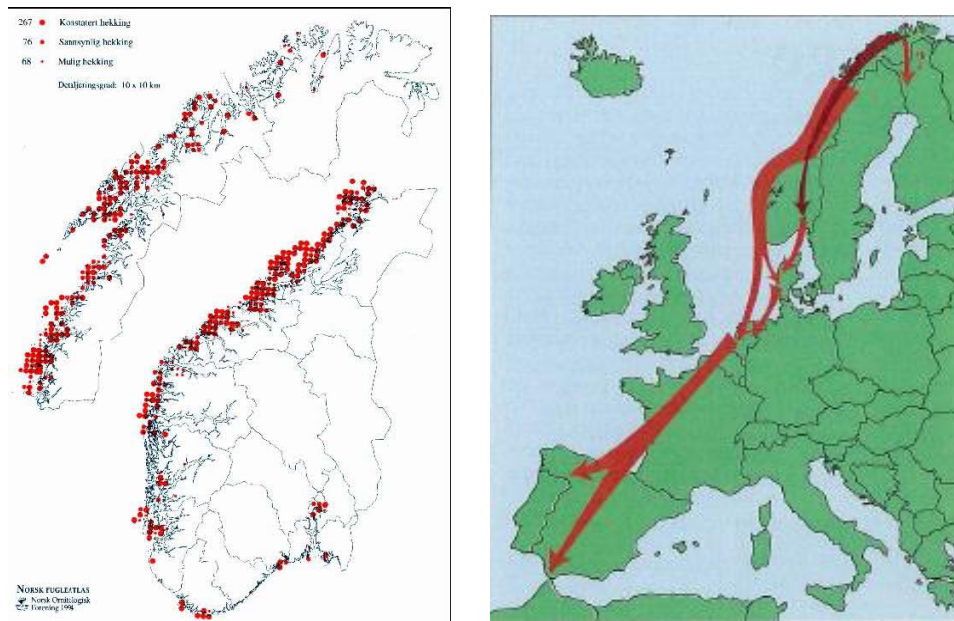 267 Konstatert hekking
76 Sannsynlig hekking
68 Mulig hekking
Detaljeringsgrad: 10 x 10 km
NORSK FUGLEATLAS
Norsk Ornitologisk
Forening 1994